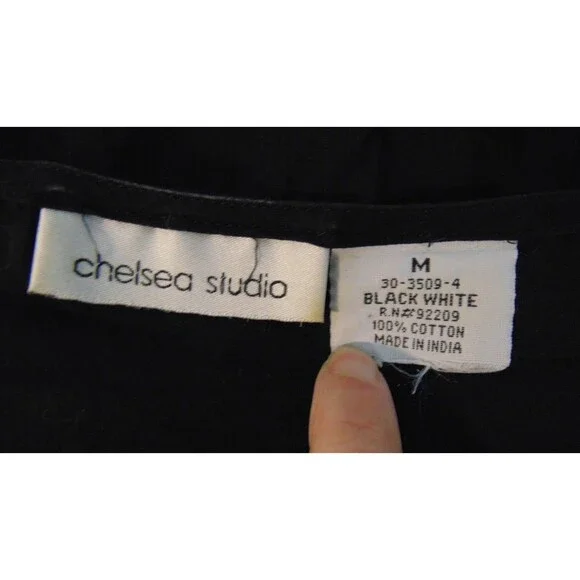 chelsea studio
M
30-3509-4
BLACK WHITE
R.N.# 92209
100% COTTON
MADE IN INDIA